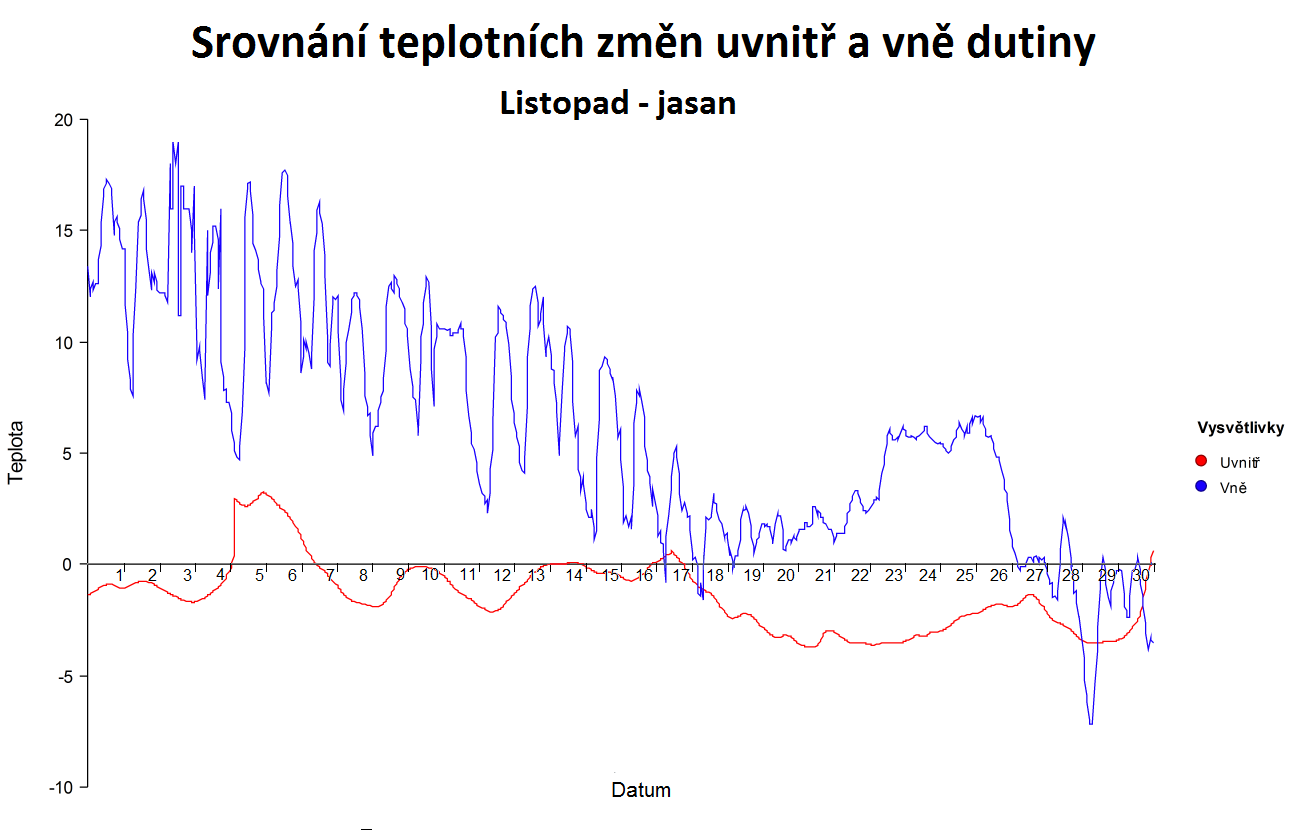 Srovnání teplotních změn uvnitř a vně dutiny
Listopad - jasan
20
15
10
5
0
-5
-10
Teplota
1 2 3 4 5 6 7 8 9 10 11 12 13 14 15 16 17 18 19 20 21 22 23 24 25 26 27 28 29 30
Datum
Vysvětlivky
Uvnitř
Vně